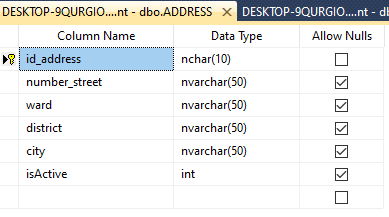 DESKTOP-9QURGIO....nt - dbo.ADDRESS DESKTOP-9QURGIO....nt - db
Column Name Data Type Allow Nulls
id_address nchar(10)
number_street nvarchar(50)
ward nvarchar(50)
district nvarchar(50)
city nvarchar(50)
isActive int